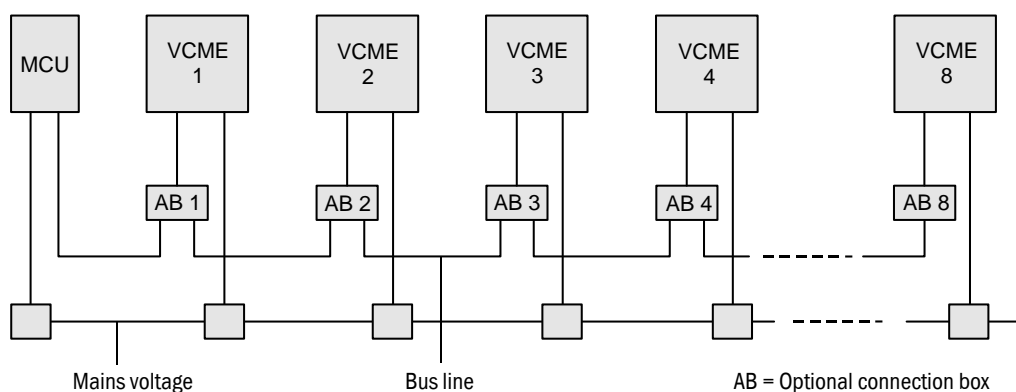 MCU
VCME
1
VCME
2
VCME
3
VCME
4
VCME
8
AB 1
AB 2
AB 3
AB 4
AB 8
Mains voltage
Bus line
AB = Optional connection box